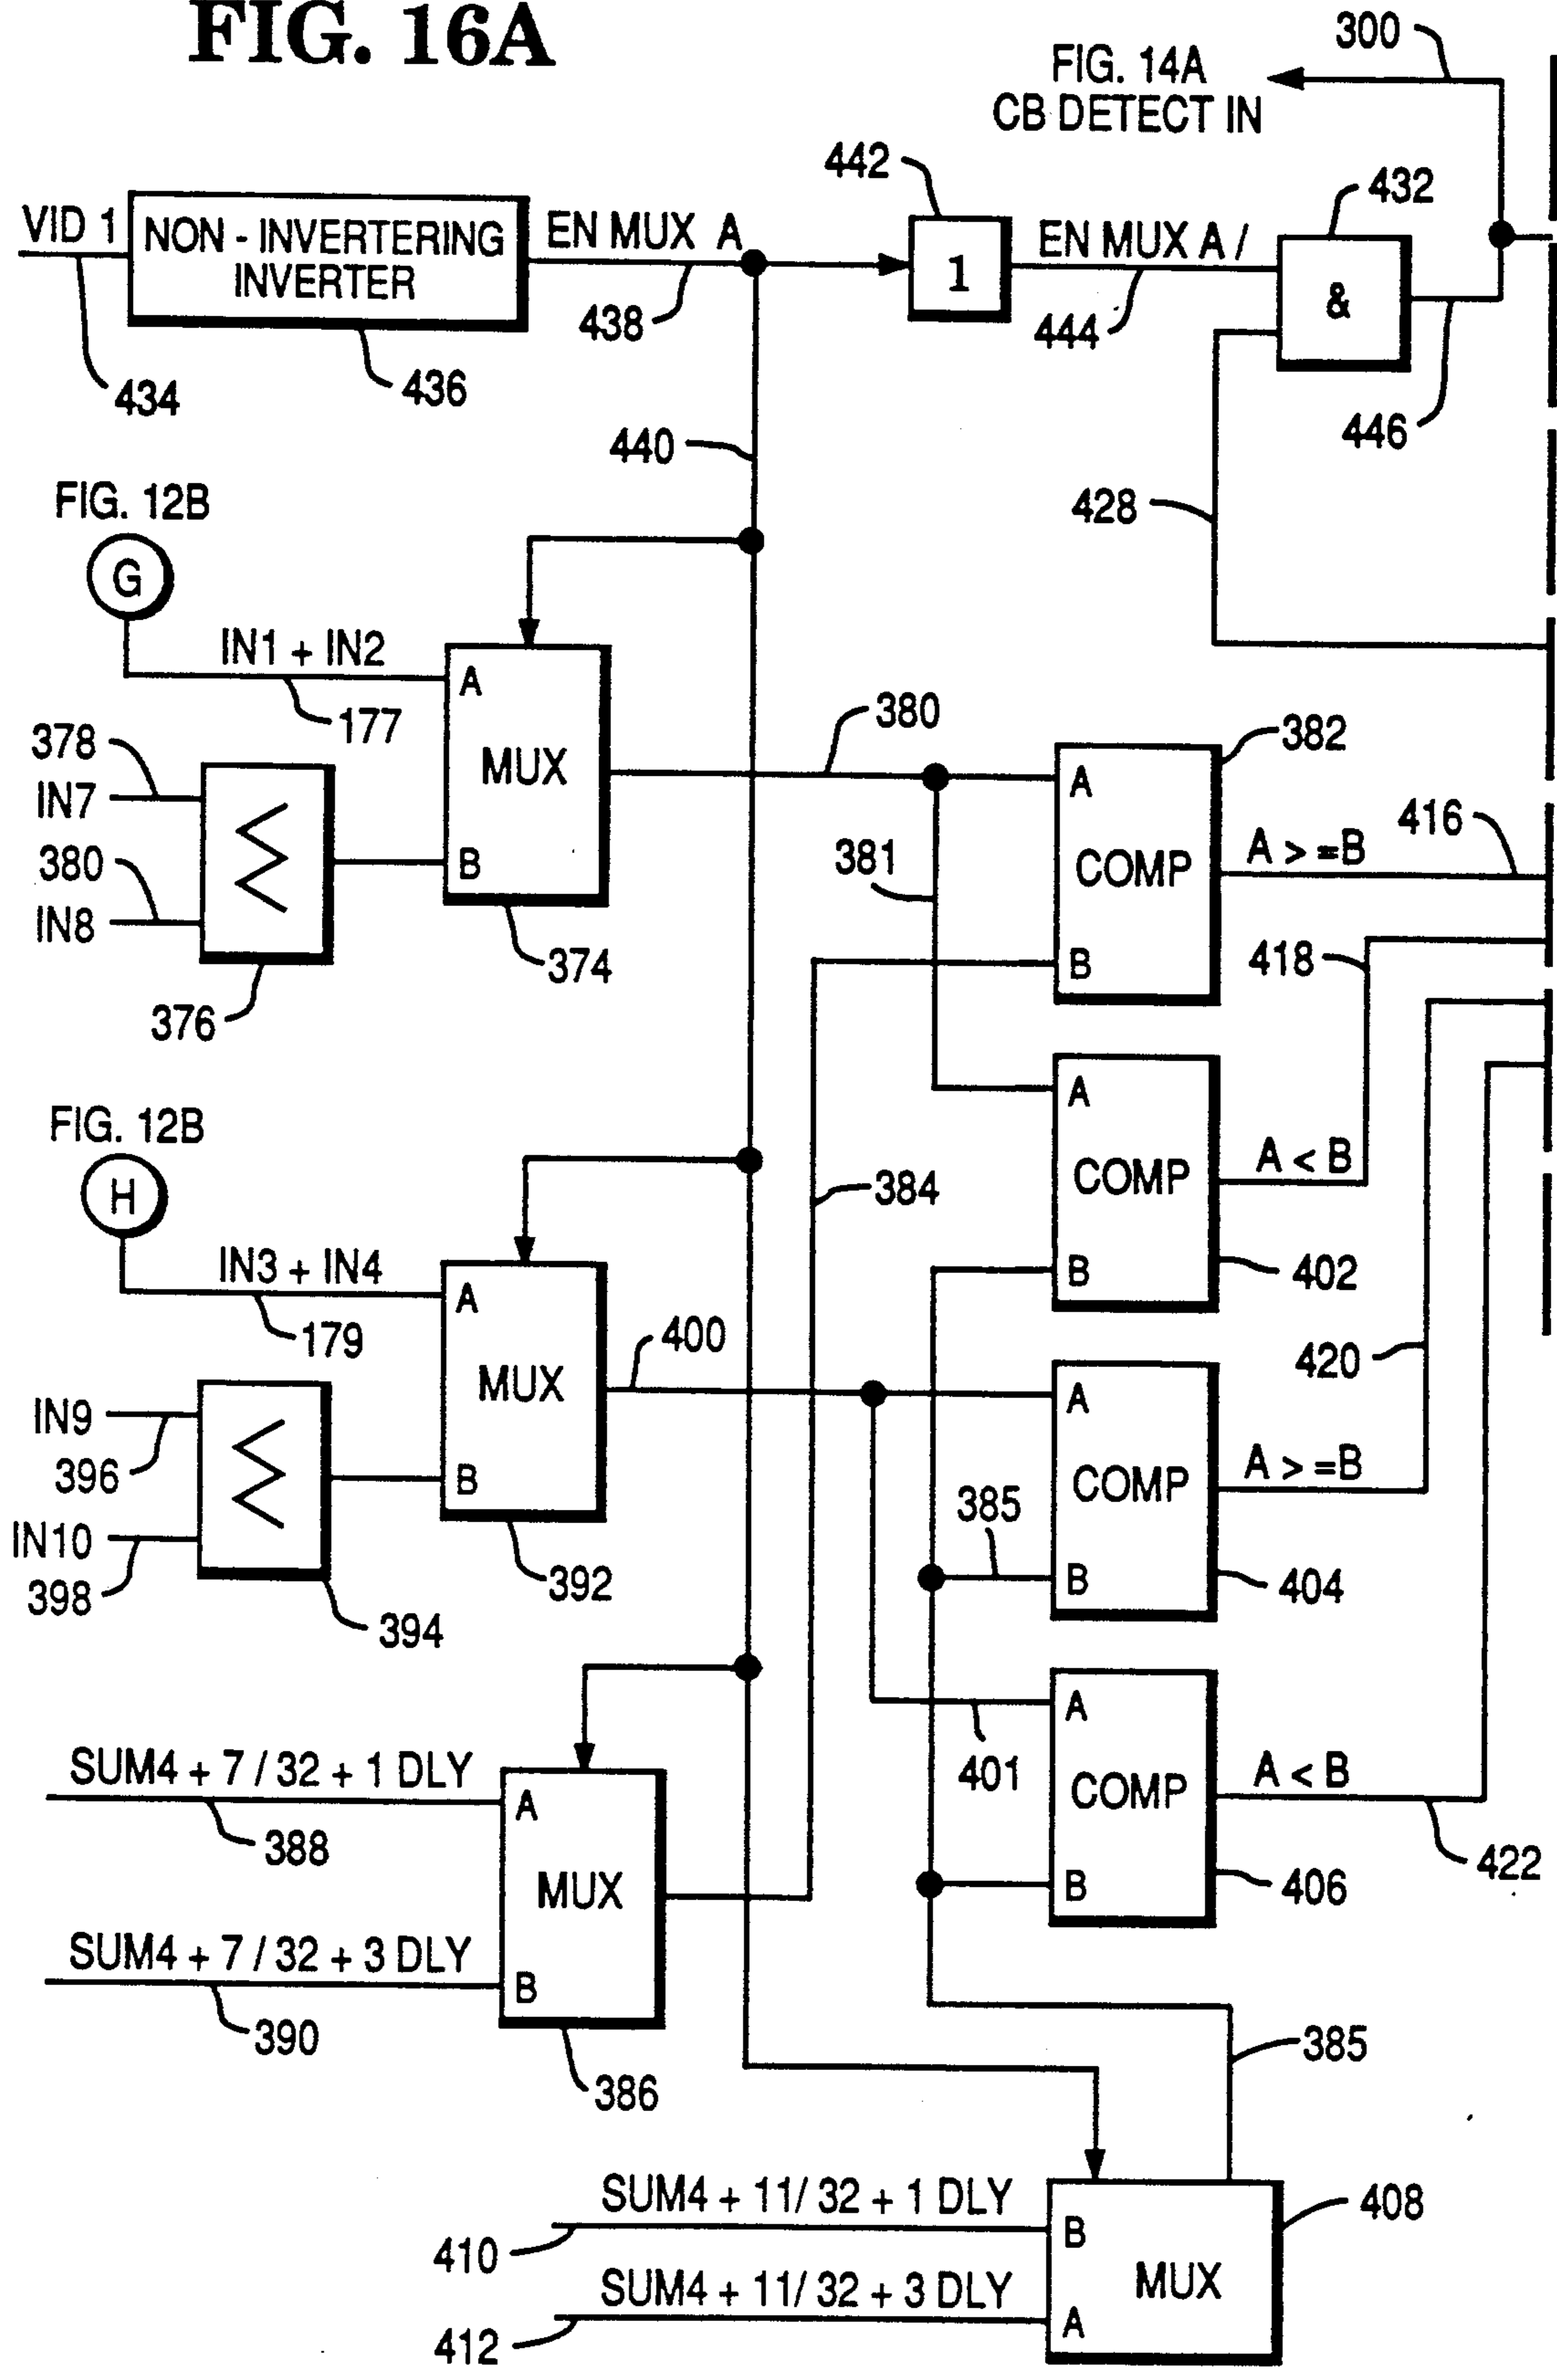 FIG. 16A
300
FIG. 14A
CB DETECT IN
442
432
VID 1
NON - INVERTERING
INVERTER
EN MUX A
1
EN MUX A /
&
434
436
438
444
446
440
428
FIG. 12B
G
IN1 + IN2
177
A
MUX
B
374
378
IN7
380
IN8
376
380
381
382
A
COMP
B
A > =B
416
418
A
COMP
B
A < B
402
384
FIG. 12B
H
IN3 + IN4
179
A
MUX
B
392
400
IN9
396
IN10
398
394
420
A
COMP
B
A > =B
385
404
401
A
COMP
B
A < B
406
422
SUM4 + 7 / 32 + 1 DLY
388
A
MUX
B
SUM4 + 7 / 32 + 3 DLY
390
386
385
SUM4 + 11/ 32 + 1 DLY
410
B
MUX
A
408
SUM4 + 11/ 32 + 3 DLY
412